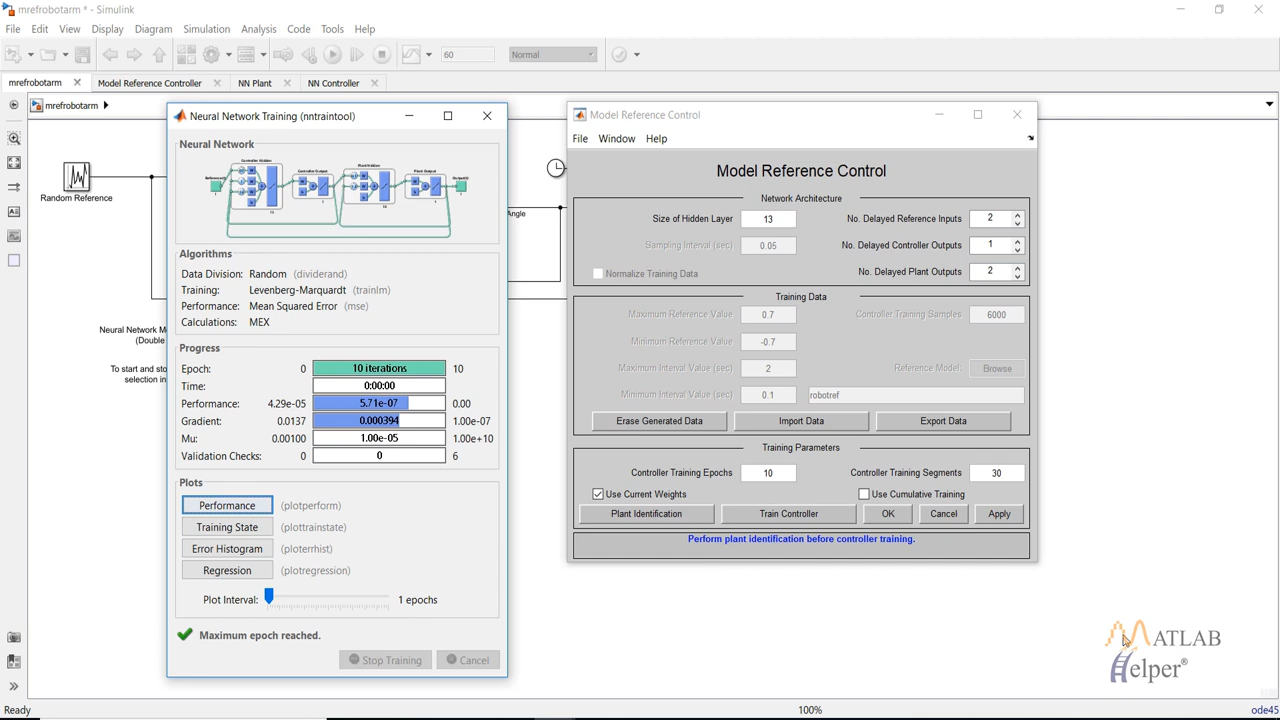 mrefrobotarm * - Simulink
File Edit View Display Diagram Simulation Analysis Code Tools Help
60 Normal
mrefrobotarm Model Reference Controller NN Plant NN Controller
mrefrobotarm
Random Reference
Neural Network M
(Double
To start and sto
selection in
Angle
Neural Network Training (nntraintool)
Neural Network
Algorithms
Data Division: Random (dividerand)
Training: Levenberg-Marquardt (trainlm)
Performance: Mean Squared Error (mse)
Calculations: MEX
Progress
Epoch: 0 10 iterations 10
Time: 0:00:00
Performance: 4.29e-05 5.71e-07 0.00
Gradient: 0.0137 0.000394 1.00e-07
Mu: 0.00100 1.00e-05 1.00e+10
Validation Checks: 0 0 6
Plots
Performance (plotperform)
Training State (plottrainstate)
Error Histogram (ploterrhist)
Regression (plotregression)
Plot Interval: 1 epochs
Maximum epoch reached.
Stop Training Cancel
Model Reference Control
File Window Help
Model Reference Control
Network Architecture
Size of Hidden Layer 13 No. Delayed Reference Inputs 2
Sampling Interval (sec) 0.05 No. Delayed Controller Outputs 1
Normalize Training Data No. Delayed Plant Outputs 2
Training Data
Maximum Reference Value 0.7 Controller Training Samples 6000
Minimum Reference Value -0.7
Maximum Interval Value (sec) 2 Reference Model: Browse
Minimum Interval Value (sec) 0.1 robotref
Erase Generated Data Import Data Export Data
Training Parameters
Controller Training Epochs 10 Controller Training Segments 30
Use Current Weights Use Cumulative Training
Plant Identification Train Controller OK Cancel Apply
Perform plant identification before controller training.
MATLAB
Helper®
100% ode45